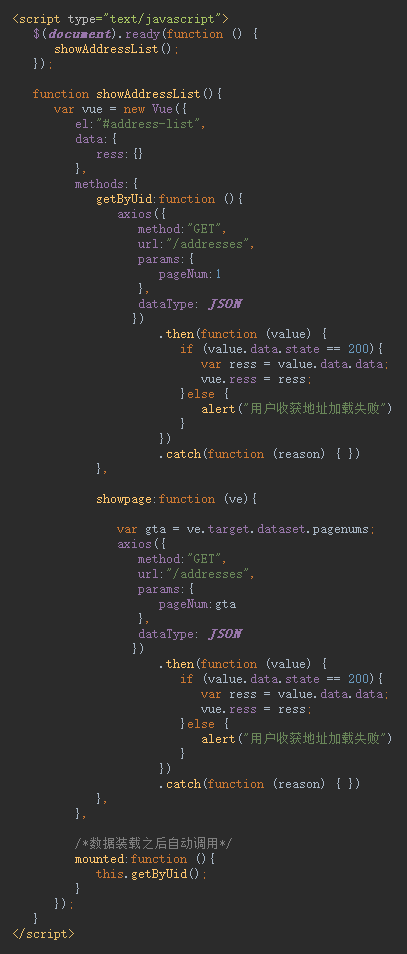 <script type="text/javascript">
$(document).ready(function () {
showAddressList();
});
function showAddressList(){
var vue = new Vue({
el:"#address-list",
data:{
ress:{}
},
methods:{
getByUid:function (){
axios({
method:"GET",
url:"/addresses",
params:{
pageNum:1
},
dataType: JSON
})
.then(function (value) {
if (value.data.state == 200){
var ress = value.data.data;
vue.ress = ress;
}else {
alert("用户收获地址加载失败")
}
})
.catch(function (reason) { })
},
showpage:function (ve){
var gta = ve.target.dataset.pagenums;
axios({
method:"GET",
url:"/addresses",
params:{
pageNum:gta
},
dataType: JSON
})
.then(function (value) {
if (value.data.state == 200){
var ress = value.data.data;
vue.ress = ress;
}else {
alert("用户收获地址加载失败")
}
})
.catch(function (reason) { })
},
},
/*数据装载之后自动调用*/
mounted:function (){
this.getByUid();
}
});
}
</script>